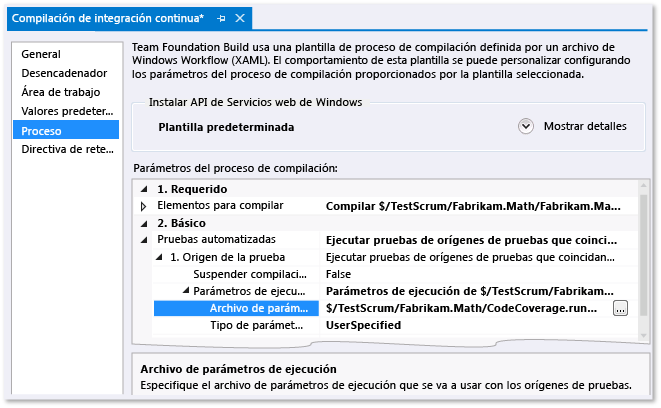 Compilación de integración continua*
General
Desencadenador
Área de trabajo
Valores predeter...
Proceso
Directiva de rete...
Team Foundation Build usa una plantilla de proceso de compilación definida por un archivo de
Windows Workflow (XAML). El comportamiento de esta plantilla se puede personalizar configurando
los parámetros del proceso de compilación proporcionados por la plantilla seleccionada.
Instalar API de Servicios web de Windows
Plantilla predeterminada Mostrar detalles
Parámetros del proceso de compilación:
1. Requerido
Elementos para compilar Compilar $/TestScrum/Fabrikam.Math/Fabrikam.Ma...
2. Básico
Pruebas automatizadas Ejecutar pruebas de orígenes de pruebas que coinci...
1. Origen de la prueba Ejecutar pruebas de orígenes de pruebas que coincidan...
Suspender compilaci... False
Parámetros de ejecu... Parámetros de ejecución de $/TestScrum/Fabrikam...
Archivo de parám... $/TestScrum/Fabrikam.Math/CodeCoverage.run... ...
Tipo de parámet... UserSpecified
Archivo de parámetros de ejecución
Especifique el archivo de parámetros de ejecución que se va a usar con los orígenes de pruebas.